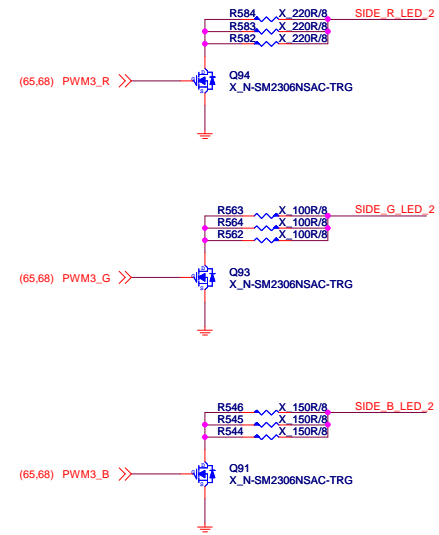 R584 X_220R/8 SIDE_R_LED_2
R583 X_220R/8
R582 X_220R/8
(65,68) PWM3_R
Q94
X_N-SM2306NSAC-TRG
R563 X_100R/8 SIDE_G_LED_2
R564 X_100R/8
R562 X_100R/8
(65,68) PWM3_G
Q93
X_N-SM2306NSAC-TRG
R546 X_150R/8 SIDE_B_LED_2
R545 X_150R/8
R544 X_150R/8
(65,68) PWM3_B
Q91
X_N-SM2306NSAC-TRG